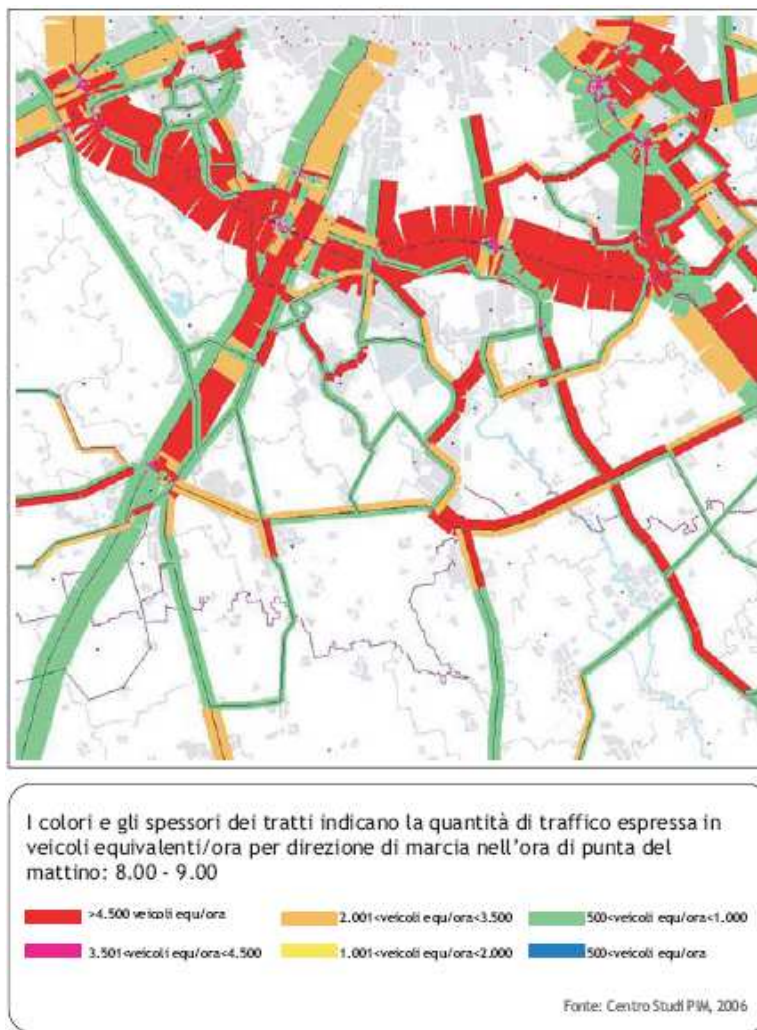 I colori e gli spessori dei tratti indicano la quantità di traffico espressa in
veicoli equivalenti/ora per direzione di marcia nell'ora di punta del
mattino: 8.00 - 9.00
>4.500 veicoli equ/ora
2.001<veicoli equ/ora<3.500
500<veicoli equ/ora<1.000
3.501<veicoli equ/ora<4.500
1.001<veicoli equ/ora<2.000
500<veicoli equ/ora
Fonte: Centro Studi PIM, 2006